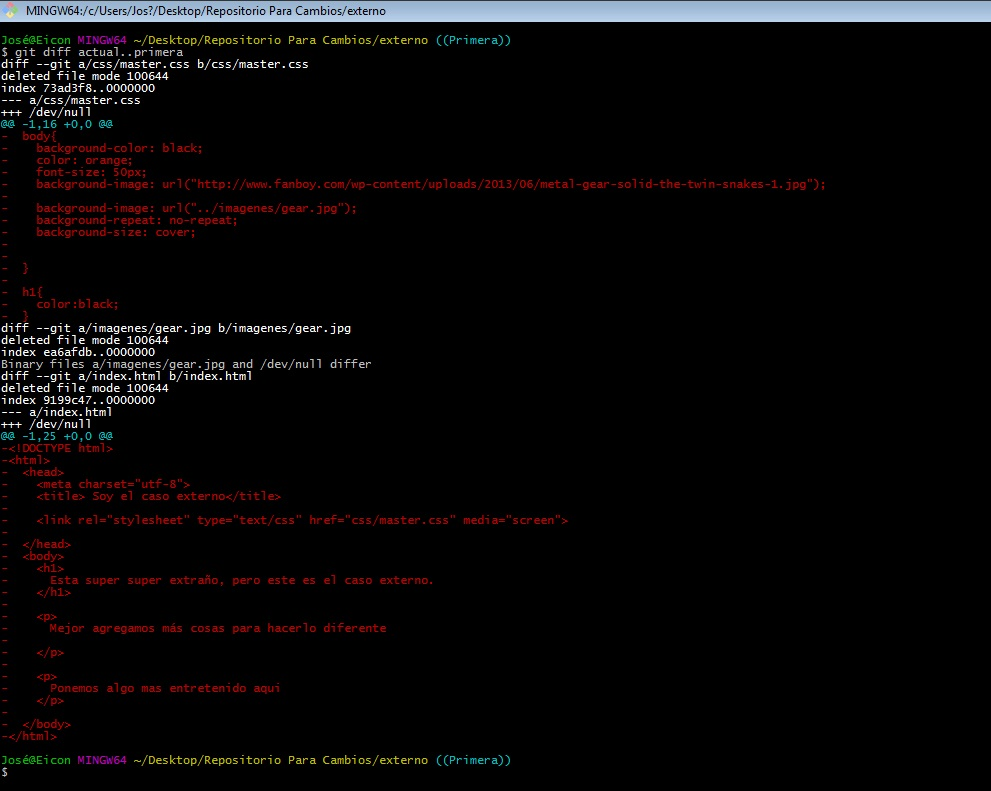 MINGW64:/c/Users/Jos?/Desktop/Repositorio Para Cambios/externo
José@Eicon MINGW64 ~/Desktop/Repositorio Para Cambios/externo ((Primera))
$ git diff actual..primera
diff --git a/css/master.css b/css/master.css
deleted file mode 100644
index 73ad3f8..0000000
--- a/css/master.css
+++ /dev/null
@@ -1,16 +0,0 @@
-  body{
-    background-color: black;
-    color: orange;
-    font-size: 50px;
-    background-image: url("http://www.fanboy.com/wp-content/uploads/2013/06/metal-gear-solid-the-twin-snakes-1.jpg");
-
-    background-image: url("../imagenes/gear.jpg");
-    background-repeat: no-repeat;
-    background-size: cover;
-
-
-  }
-
-  h1{
-    color:black;
-  }
diff --git a/imagenes/gear.jpg b/imagenes/gear.jpg
deleted file mode 100644
index ea6afdb..0000000
Binary files a/imagenes/gear.jpg and /dev/null differ
diff --git a/index.html b/index.html
deleted file mode 100644
index 9199c47..0000000
--- a/index.html
+++ /dev/null
@@ -1,25 +0,0 @@
-<!DOCTYPE html>
-<html>
-  <head>
-    <meta charset="utf-8">
-    <title> Soy el caso externo</title>
-
-    <link rel="stylesheet" type="text/css" href="css/master.css" media="screen">
-
-  </head>
-  <body>
-    <h1>
-      Esta super super extraño, pero este es el caso externo.
-    </h1>
-
-    <p>
-      Mejor agregamos más cosas para hacerlo diferente
-
-    </p>
-
-    <p>
-      Ponemos algo mas entretenido aqui
-    </p>
-
-  </body>
-</html>
José@Eicon MINGW64 ~/Desktop/Repositorio Para Cambios/externo ((Primera))
$